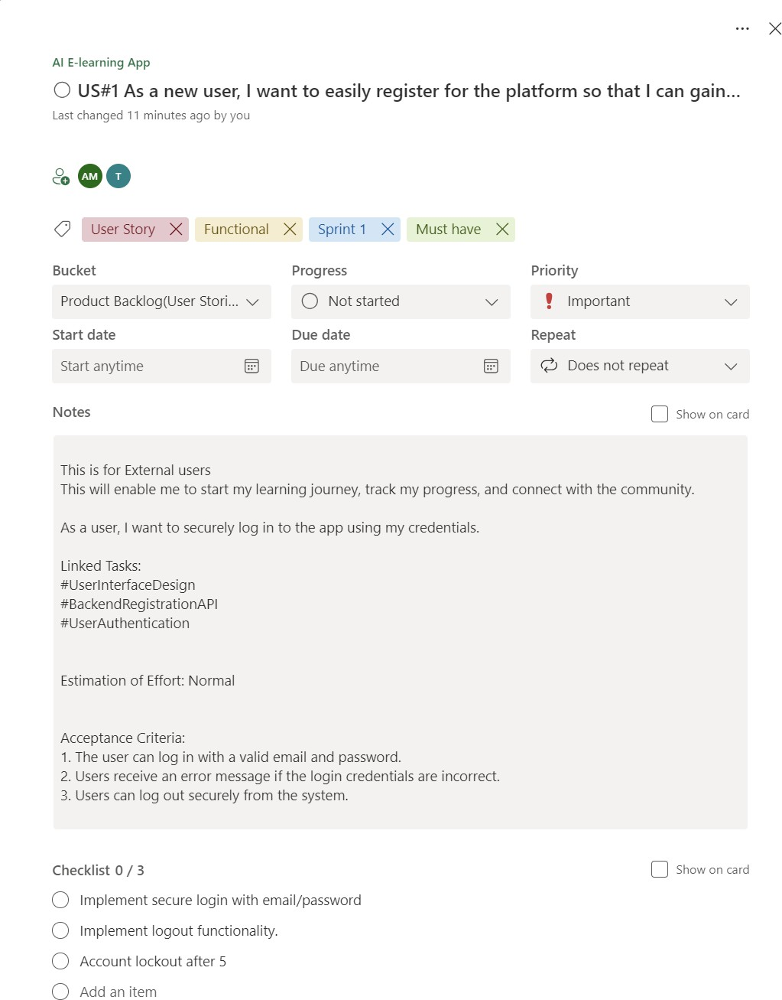 AI E-learning App
US#1 As a new user, I want to easily register for the platform so that I can gain...
Last changed 11 minutes ago by you
AM T
User Story Functional Sprint 1 Must have
Bucket Progress Priority
Product Backlog(User Stori... Not started Important
Start date Due date Repeat
Start anytime Due anytime Does not repeat
Notes Show on card
This is for External users
This will enable me to start my learning journey, track my progress, and connect with the community.
As a user, I want to securely log in to the app using my credentials.
Linked Tasks:
#UserInterfaceDesign
#BackendRegistrationAPI
#UserAuthentication
Estimation of Effort: Normal
Acceptance Criteria:
1. The user can log in with a valid email and password.
2. Users receive an error message if the login credentials are incorrect.
3. Users can log out securely from the system.
Checklist 0 / 3 Show on card
Implement secure login with email/password
Implement logout functionality.
Account lockout after 5
Add an item